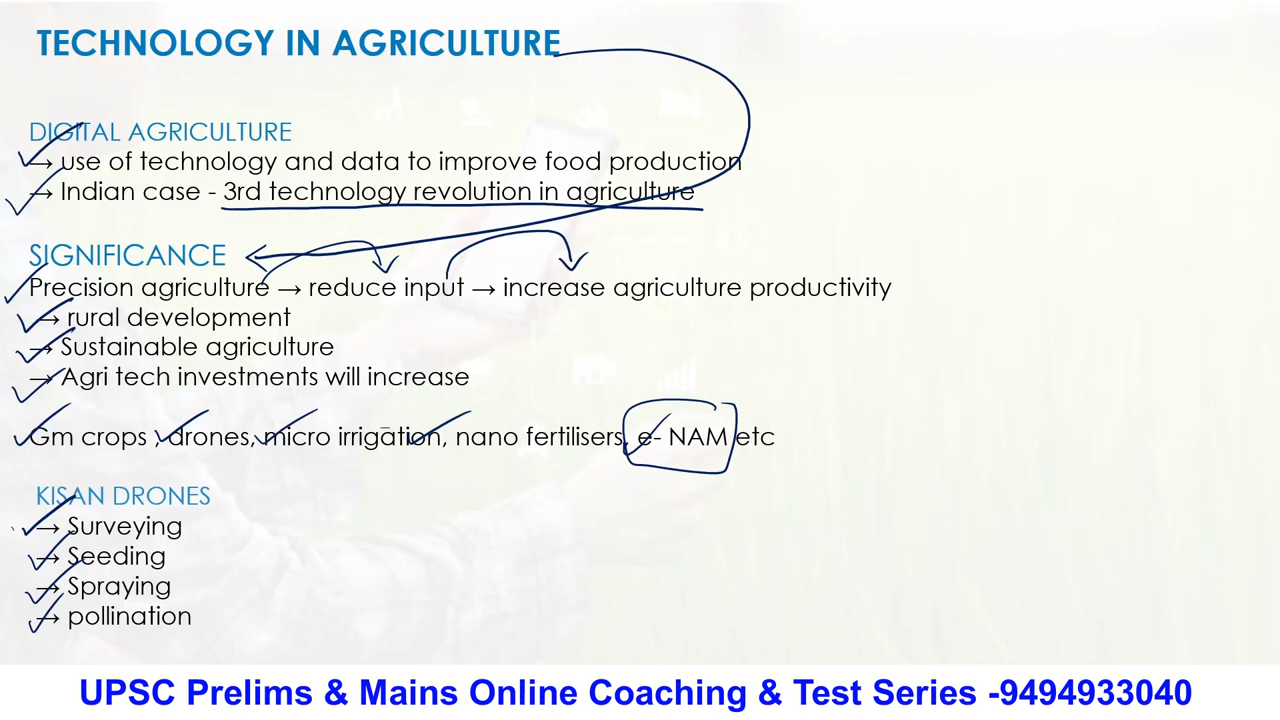 TECHNOLOGY IN AGRICULTURE
DIGITAL AGRICULTURE
→ use of technology and data to improve food production
→ Indian case - 3rd technology revolution in agriculture
SIGNIFICANCE
Precision agriculture → reduce input → increase agriculture productivity
→ rural development
→ Sustainable agriculture
→ Agri tech investments will increase
Gm crops , drones, micro irrigation, nano fertilisers, e- NAM etc
KISAN DRONES
→ Surveying
→ Seeding
→ Spraying
→ pollination
UPSC Prelims & Mains Online Coaching & Test Series -9494933040